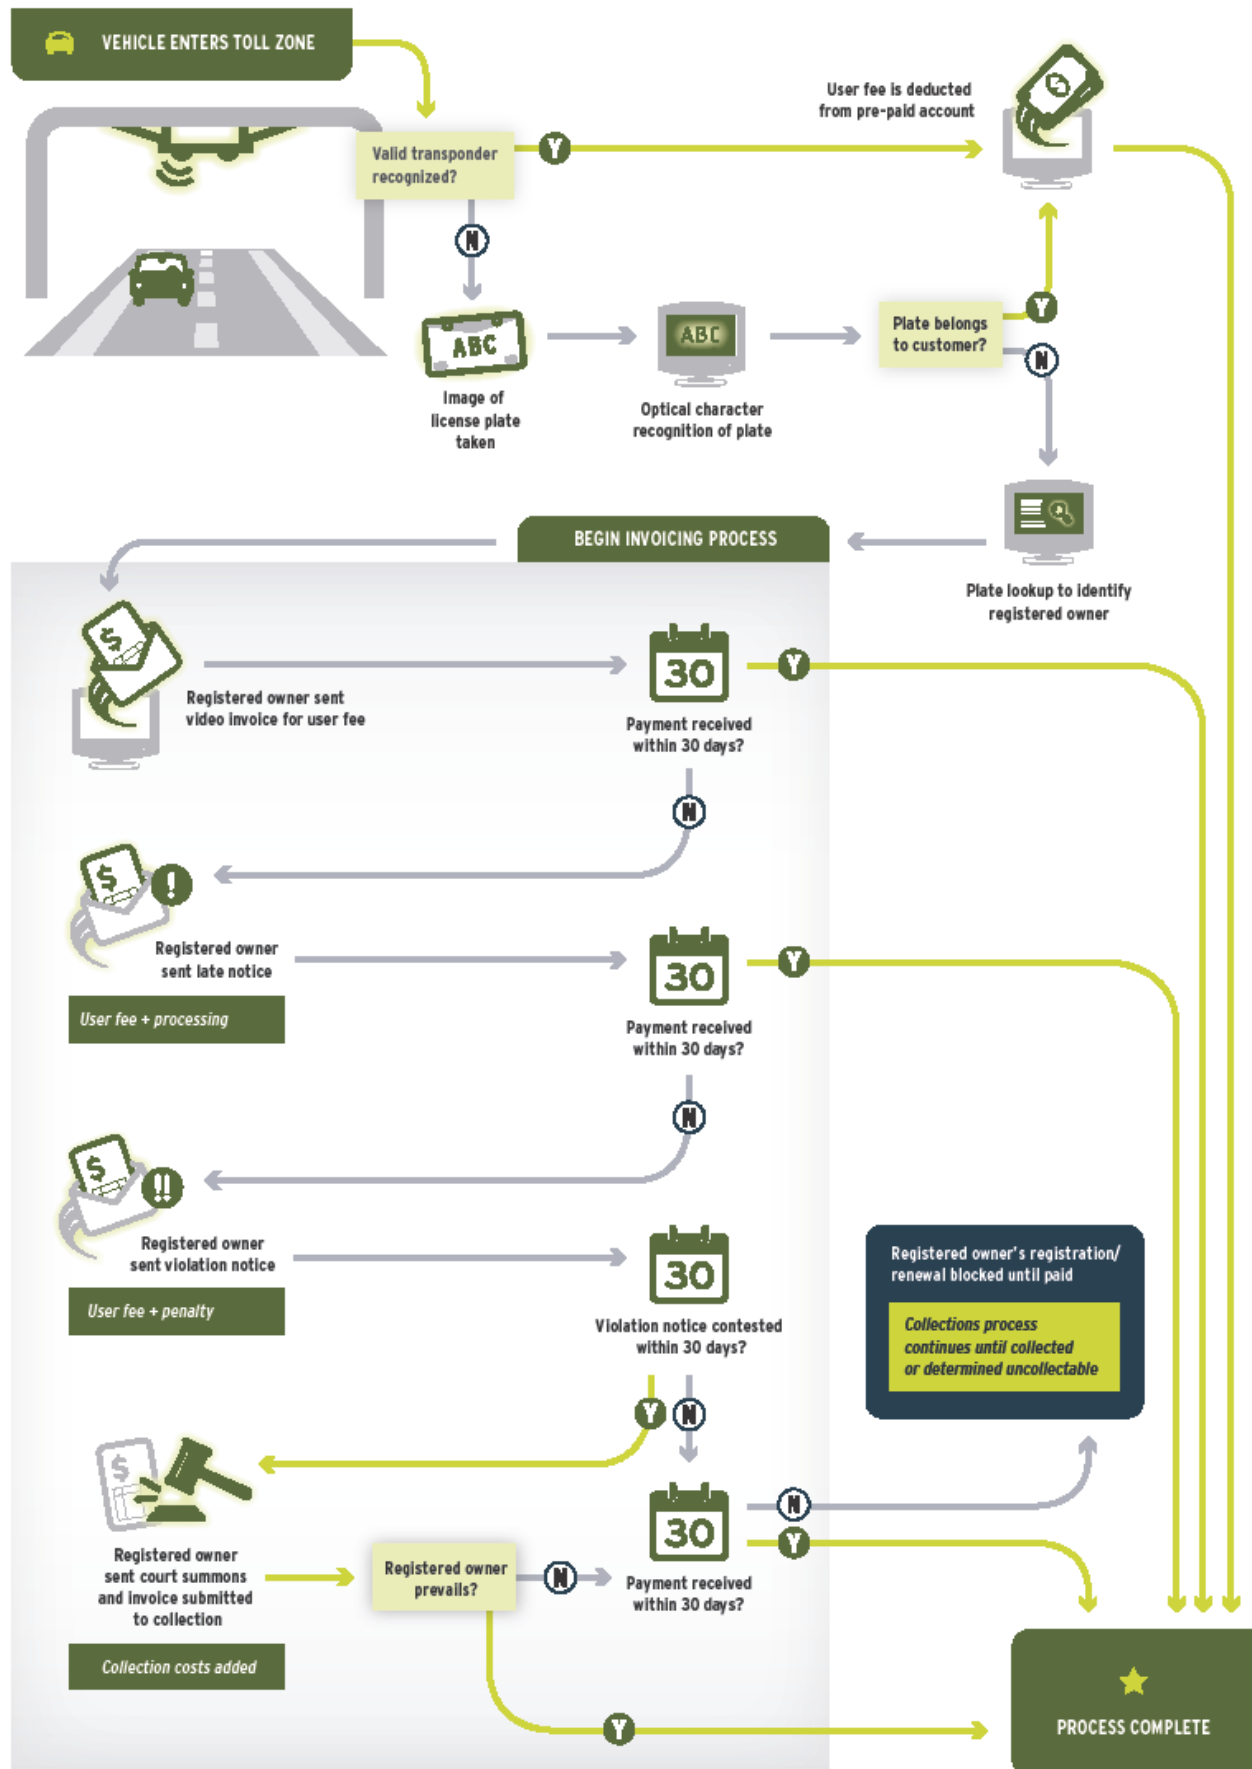 VEHICLE ENTERS TOLL ZONE
User fee is deducted
from pre-paid account
Valid transponder
recognized?
Y
N
ABC
Image of
license plate
taken
ABC
Optical character
recognition of plate
Plate belongs
to customer?
Y
N
Plate lookup to identify
registered owner
BEGIN INVOICING PROCESS
$
Registered owner sent
video invoice for user fee
30
Payment received
within 30 days?
Y
N
$
!
Registered owner
sent late notice
User fee + processing
30
Payment received
within 30 days?
Y
N
$
!!
Registered owner
sent violation notice
User fee + penalty
30
Violation notice contested
within 30 days?
Y
N
Registered owner's registration/
renewal blocked until paid
Collections process
continues until collected
or determined uncollectable
$
Registered owner
sent court summons
and invoice submitted
to collection
Collection costs added
Registered owner
prevails?
N
Y
30
Payment received
within 30 days?
N
Y
PROCESS COMPLETE